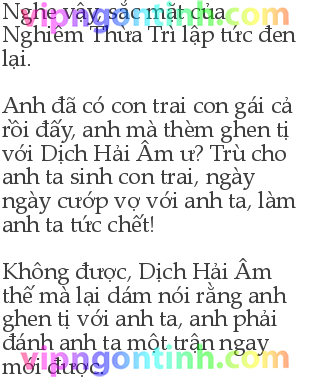 Nghe vậy, sắc mặt của
Nghiêm Thừa Trì lập tức đen
lại.
Anh đã có con trai con gái cả
rồi đấy, anh mà thèm ghen tị
với Dịch Hải Âm ư? Trù cho
anh ta sinh con trai, ngày
ngày cướp vợ với anh ta, làm
anh ta tức chết!
Không được, Dịch Hải Âm
thế mà lại dám nói rằng anh
ghen tị với anh ta, anh phải
đánh anh ta một trận ngay
mới được.
vipngontinh.com
vipngontinh.com